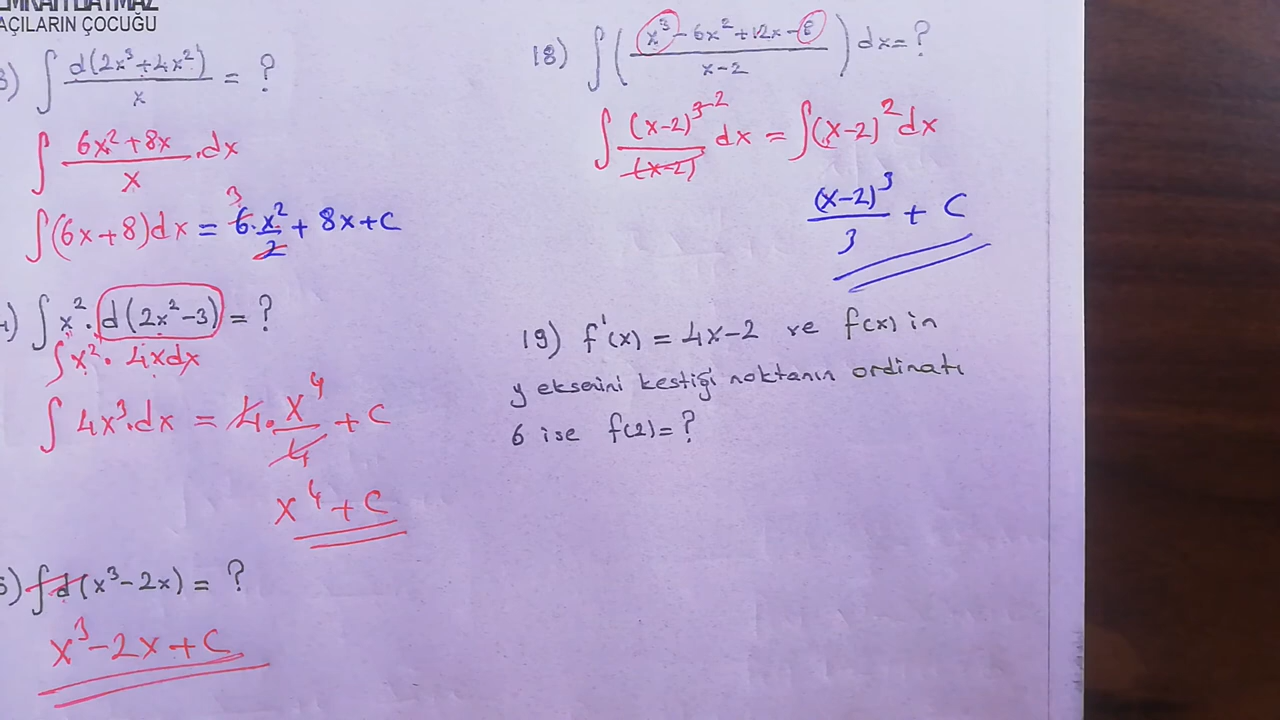 AÇILARIN ÇOCUĞU
3) ∫ d(2x³+4x²)/x = ?
∫ (6x²+8x)/x .dx
∫(6x+8)dx = 6.x²/2 + 8x+c
3
∫ x². d(2x²-3) = ?
∫ x². 4xdx
∫ 4x³.dx = 4.x⁴/4 + c
x⁴+c
∫d(x³-2x) = ?
x³-2x+c
18) ∫( (x³-6x²+12x-8)/(x-2) ) dx=?
∫ (x-2)³⁻²/(x-2) dx = ∫(x-2)²dx
(x-2)³/3 + c
19) f'(x) = 4x-2 ve f(x) in
y eksenini kestiği noktanın ordinatı
6 ise f(2)=?